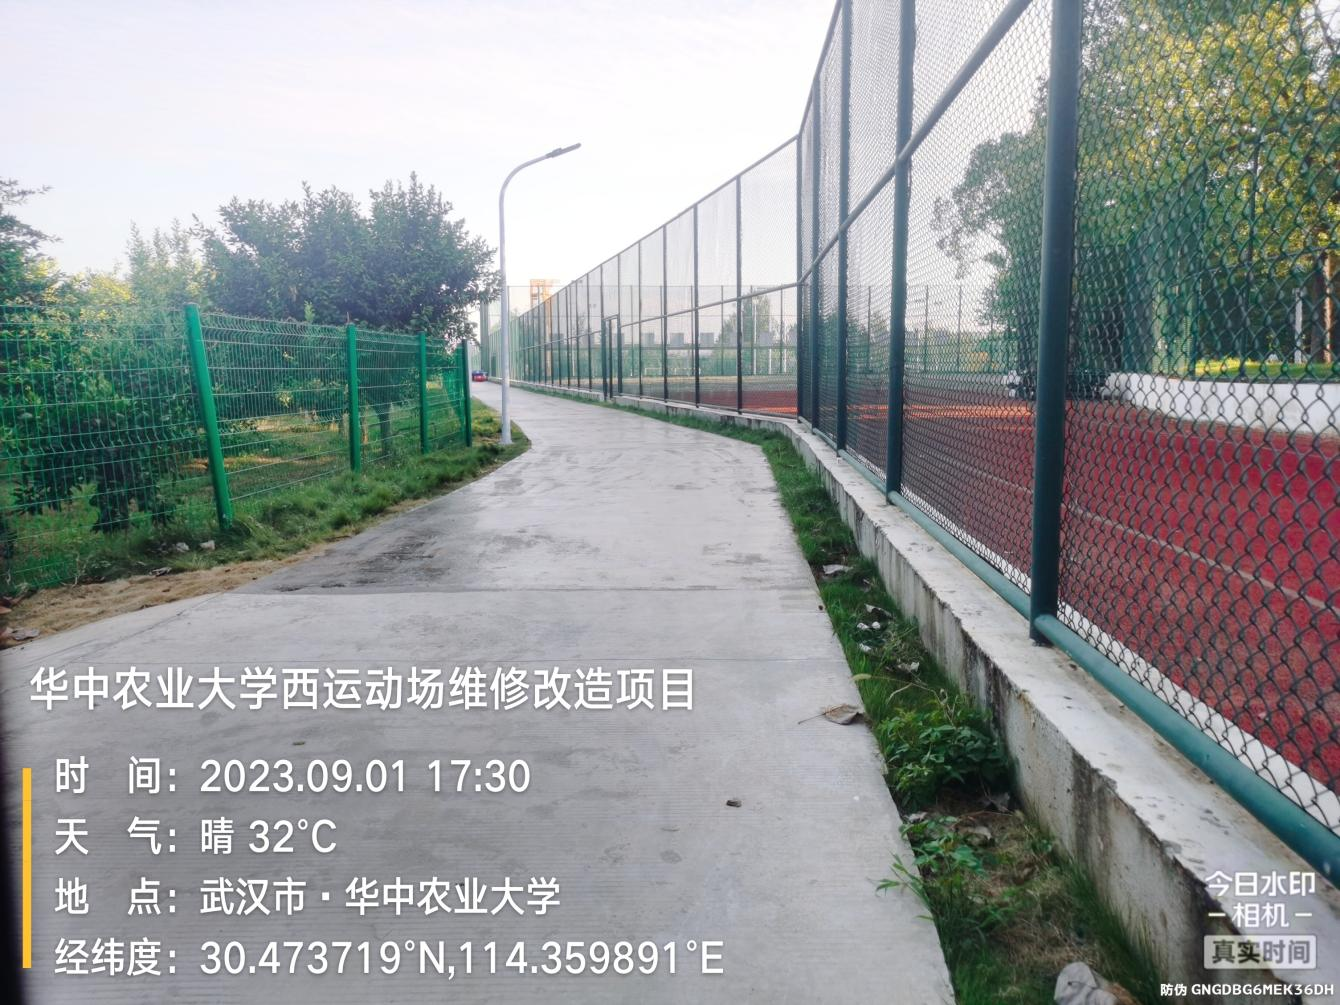 华中农业大学西运动场维修改造项目
时 间：2023.09.01 17:30
天 气：晴 32°C
地 点：武汉市·华中农业大学
经纬度：30.473719°N,114.359891°E
今日水印
-相机-
真实时间
防伪 GNGDBG6MEK36DH